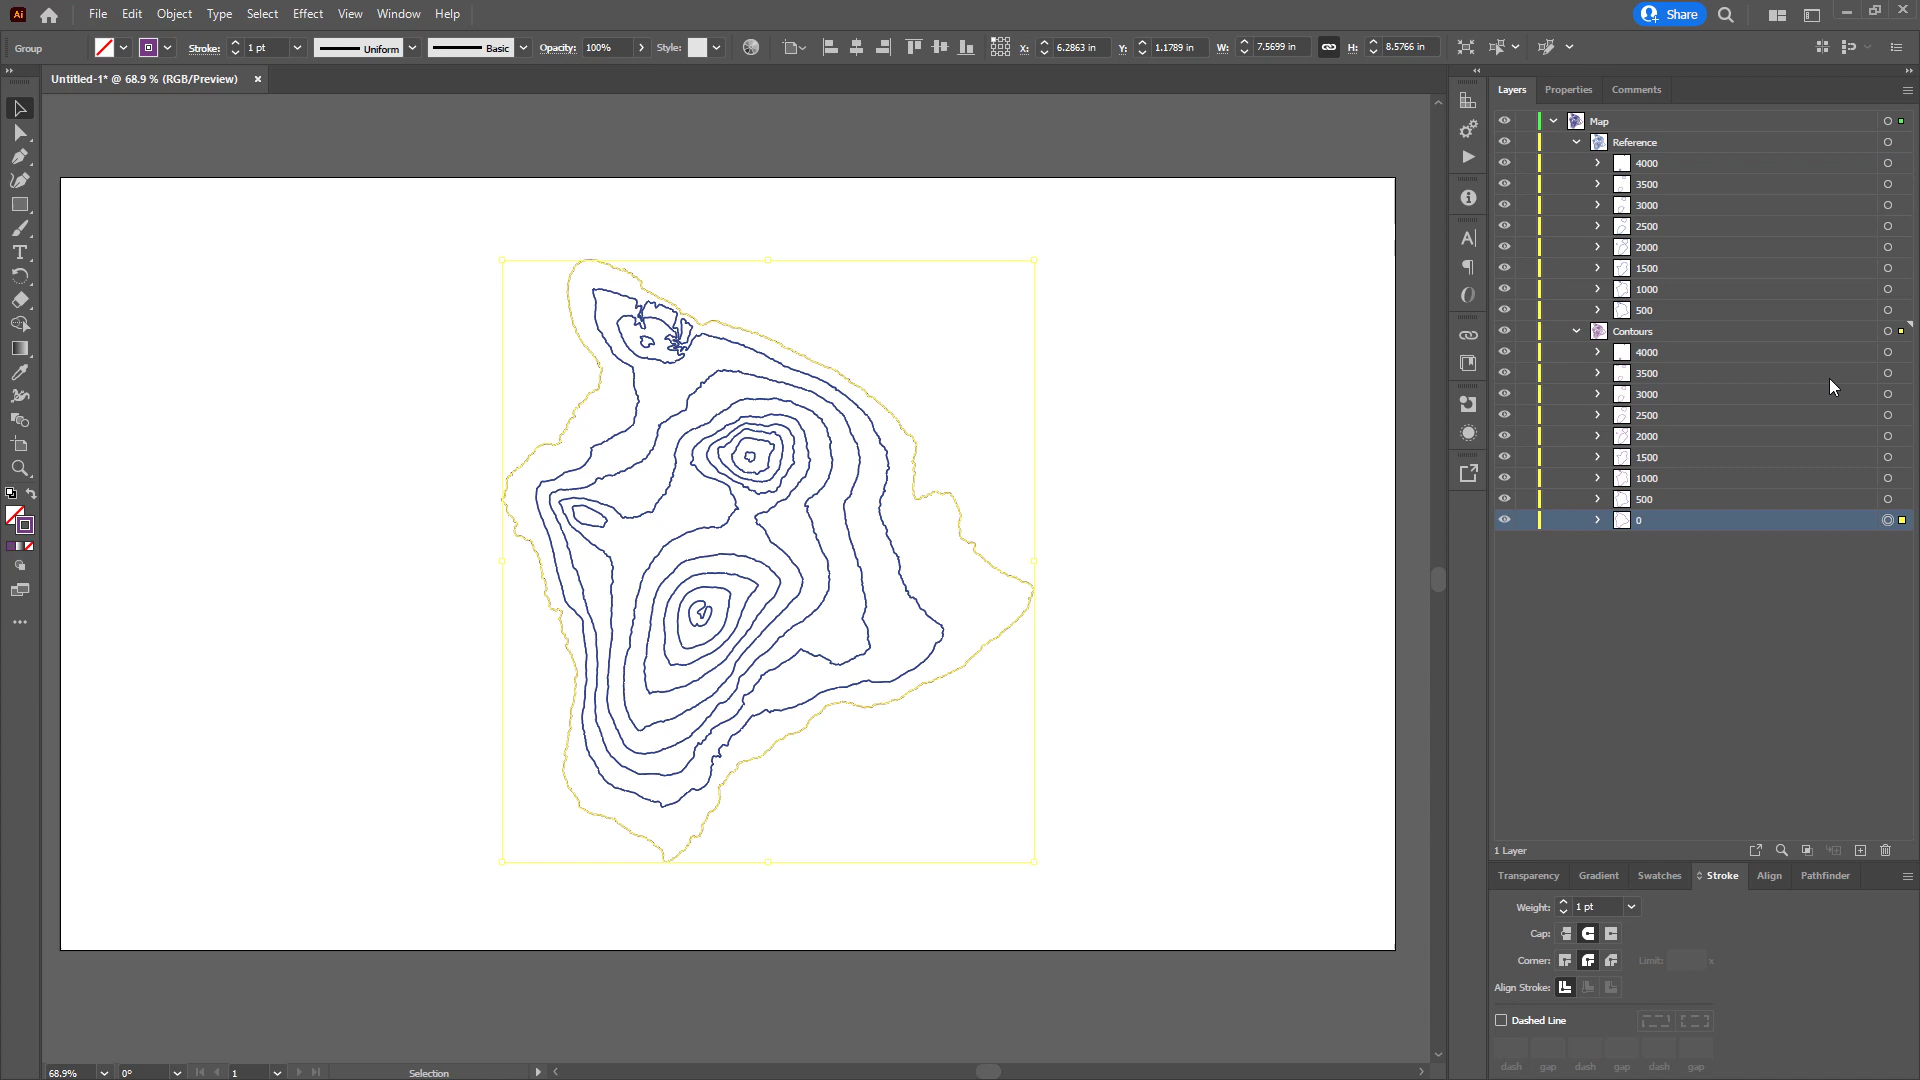 Ai File Edit Object Type Select Effect View Window Help Share
Group Stroke: 1 pt Uniform Basic Opacity: 100% Style: X: 6.2863 in Y: 1.1789 in W: 7.5699 in H: 8.5766 in
Untitled-1* @ 68.9 % (RGB/Preview)
Layers Properties Comments
Map
Reference
4000
3500
3000
2500
2000
1500
1000
500
Contours
4000
3500
3000
2500
2000
1500
1000
500
0
1 Layer
Transparency Gradient Swatches Stroke Align Pathfinder
Weight: 1 pt
Cap:
Corner: Limit: x
Align Stroke:
Dashed Line
dash gap dash gap dash gap
68.9% 0° 1 Selection